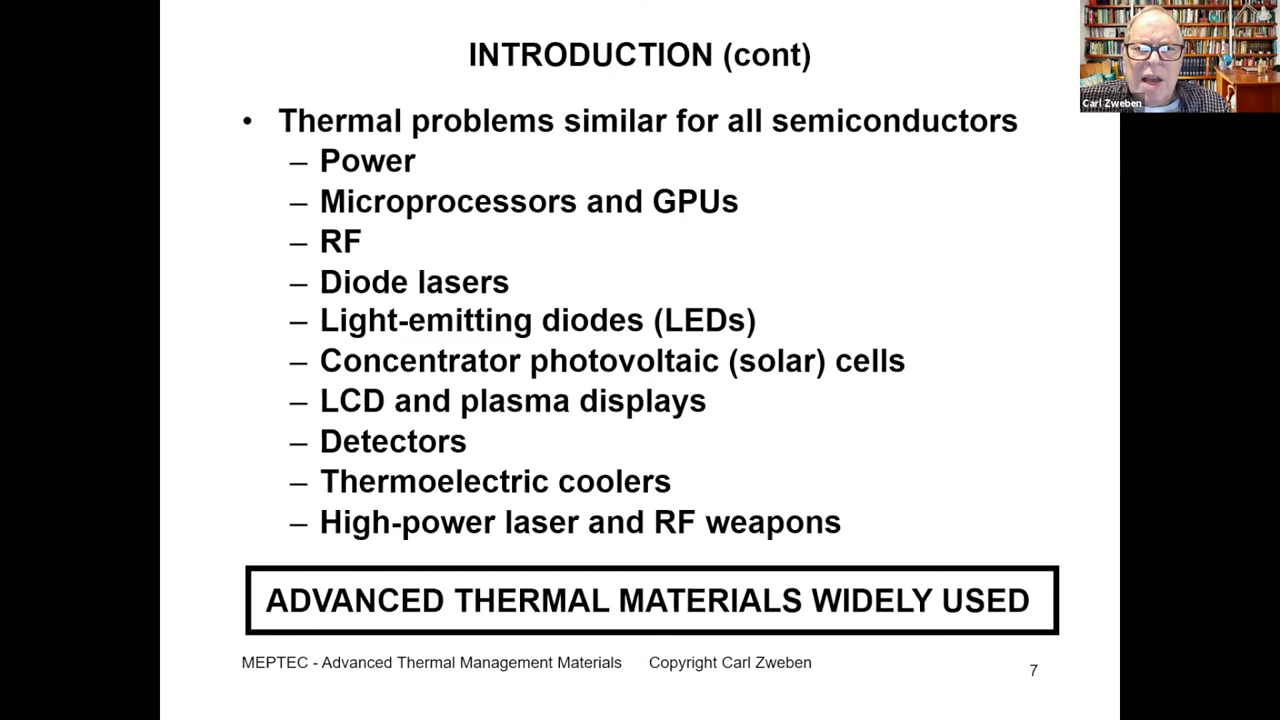 INTRODUCTION (cont)
Carl Zweben
• Thermal problems similar for all semiconductors
– Power
– Microprocessors and GPUs
– RF
– Diode lasers
– Light-emitting diodes (LEDs)
– Concentrator photovoltaic (solar) cells
– LCD and plasma displays
– Detectors
– Thermoelectric coolers
– High-power laser and RF weapons
ADVANCED THERMAL MATERIALS WIDELY USED
MEPTEC - Advanced Thermal Management Materials Copyright Carl Zweben
7